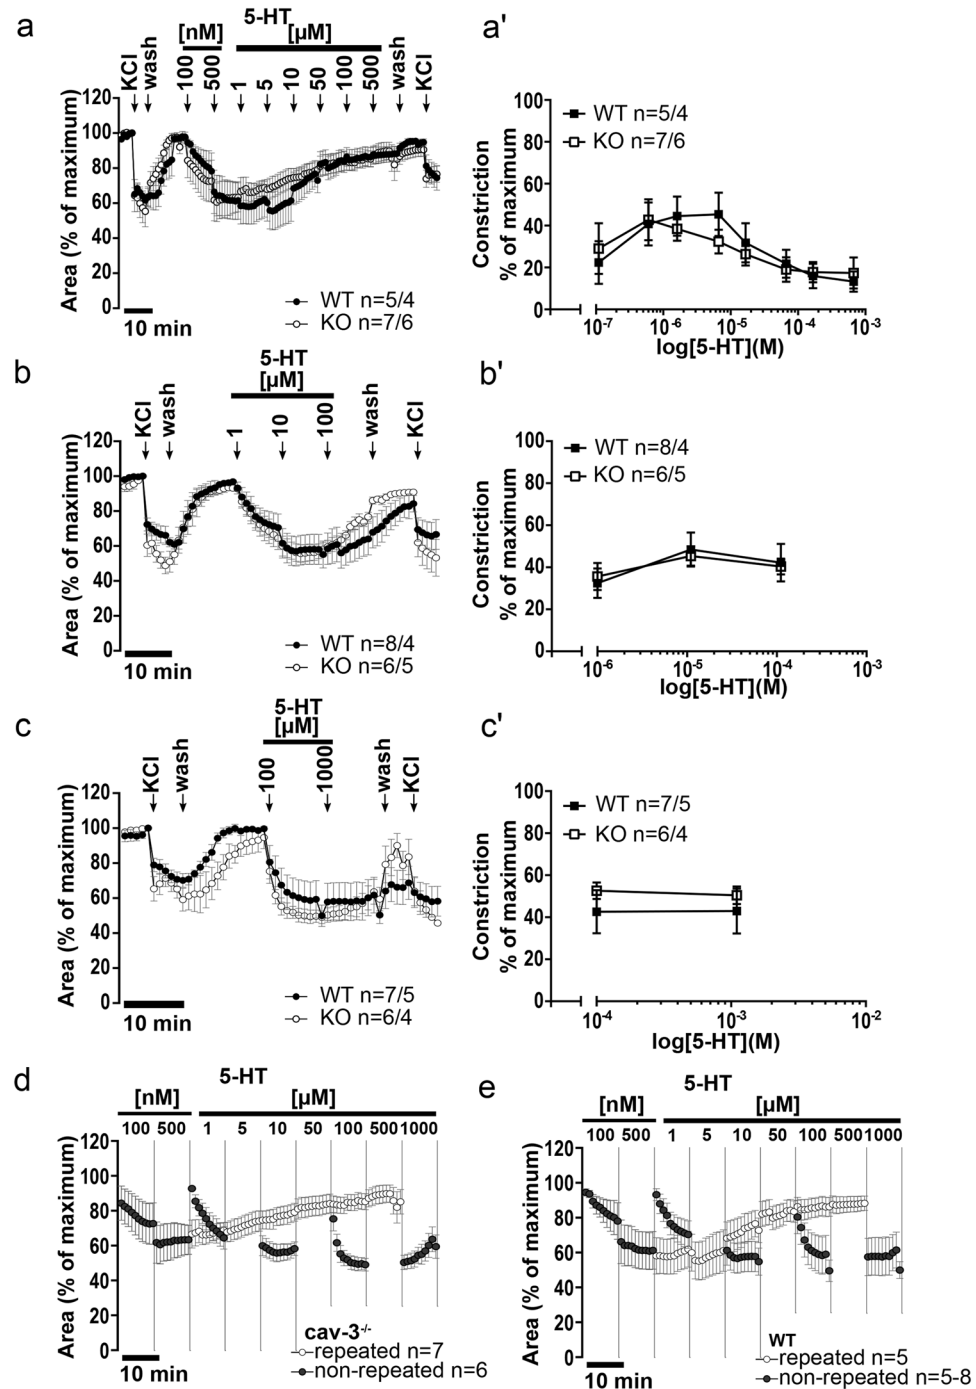 a
5-HT
[nM] [µM]
KCl wash 100 500 1 5 10 50 100 500 wash KCl
Area (% of maximum)
120
100
80
60
40
20
0
10 min
WT n=5/4
KO n=7/6
a'
Constriction
% of maximum
100
80
60
40
20
0
WT n=5/4
KO n=7/6
10-7 10-6 10-5 10-4 10-3
log[5-HT](M)
b
5-HT
[µM]
KCl wash 1 10 100 wash KCl
Area (% of maximum)
120
100
80
60
40
20
0
10 min
WT n=8/4
KO n=6/5
b'
Constriction
% of maximum
100
80
60
40
20
0
WT n=8/4
KO n=6/5
10-6 10-5 10-4 10-3
log[5-HT](M)
c
5-HT
[µM]
KCl wash 100 1000 wash KCl
Area (% of maximum)
120
100
80
60
40
20
0
10 min
WT n=7/5
KO n=6/4
c'
Constriction
% of maximum
100
80
60
40
20
0
WT n=7/5
KO n=6/4
10-4 10-3 10-2
log[5-HT](M)
d
5-HT
[nM] [µM]
100 500 1 5 10 50 100 500 1000
Area (% of maximum)
120
100
80
60
40
20
0
10 min
cav-3-/-
repeated n=7
non-repeated n=6
e
5-HT
[nM] [µM]
100 500 1 5 10 50 100 500 1000
Area (% of maximum)
120
100
80
60
40
20
0
10 min
WT
repeated n=5
non-repeated n=5-8